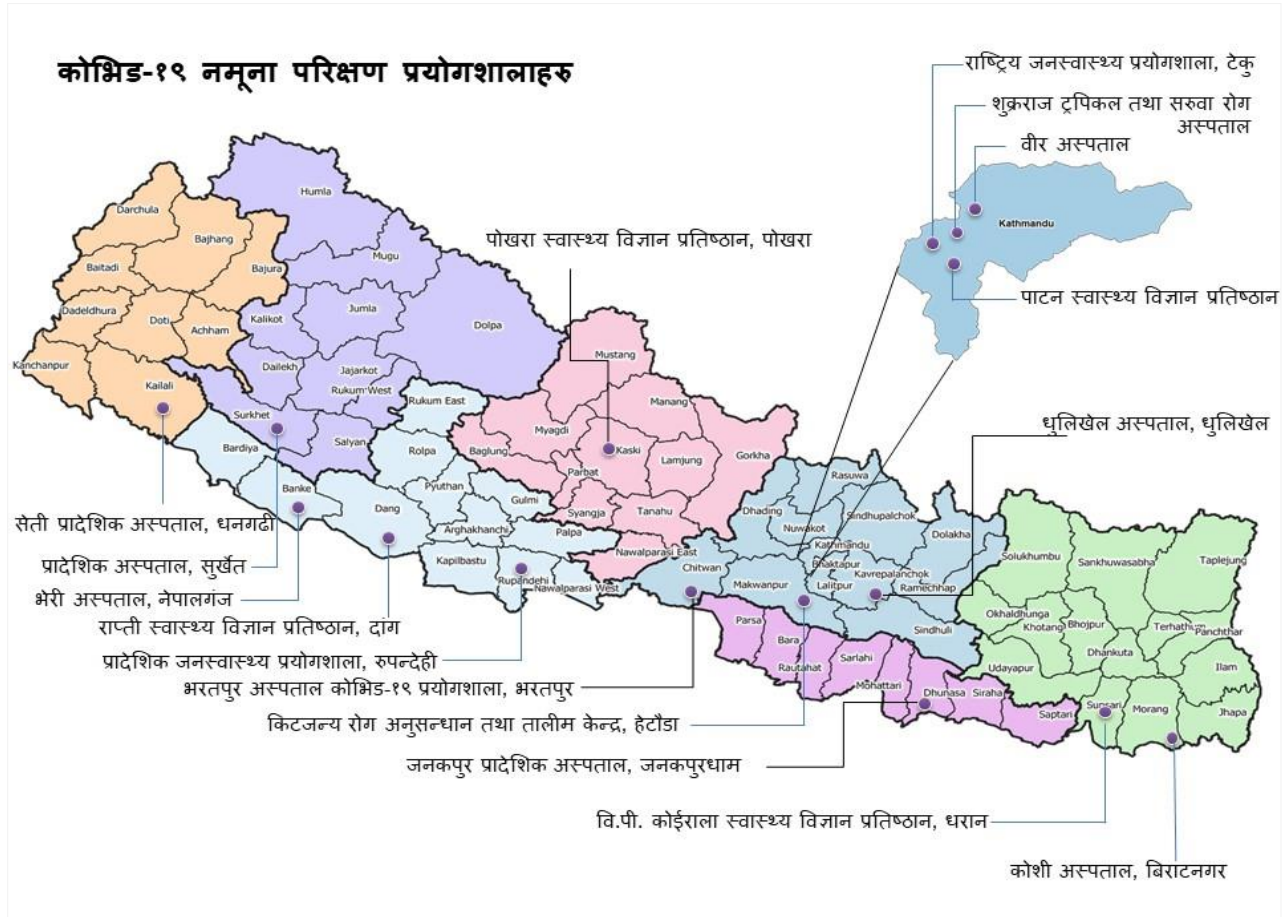 कोभिड-१९ नमूना परिक्षण प्रयोगशालाहरु
राष्ट्रिय जनस्वास्थ्य प्रयोगशाला, टेकु
शुक्रराज ट्रपिकल तथा सरुवा रोग
अस्पताल
वीर अस्पताल
Kathmandu
पाटन स्वास्थ्य विज्ञान प्रतिष्ठान
पोखरा स्वास्थ्य विज्ञान प्रतिष्ठान, पोखरा
धुलिखेल अस्पताल, धुलिखेल
Humla
Darchula
Bajhang
Mugu
Baitadi
Bajura
Dadeldhura
Doti
Achham
Kalikot
Jumla
Dolpa
Kanchanpur
Kailali
Dailekh
Jajarkot
Rukum West
Surkhet
Salyan
Rukum East
Bardiya
Banke
Rolpa
Pyuthan
Dang
Gulmi
Arghakhanchi
Palpa
Kapilbastu
Rupandehi
Nawalparasi West
Mustang
Manang
Myagdi
Baglung
Kaski
Parbat
Lamjung
Gorkha
Syangja
Tanahu
Nawalparasi East
Rasuwa
Dhading
Nuwakot
Sindhupalchok
Dolakha
Kathmandu
Bhaktapur
Chitwan
Makwanpur
Lalitpur
Kavrepalanchok
Ramechhap
Sindhuli
Parsa
Bara
Rautahat
Sarlahi
Mohattari
Dhunasa
Siraha
Saptari
Solukhumbu
Sankhuwasabha
Taplejung
Okhaldhunga
Khotang
Bhojpur
Terhathum
Panchthar
Dhankuta
Udayapur
Ilam
Sunsari
Morang
Jhapa
सेती प्रादेशिक अस्पताल, धनगढी
प्रादेशिक अस्पताल, सुर्खेत
भेरी अस्पताल, नेपालगंज
राप्ती स्वास्थ्य विज्ञान प्रतिष्ठान, दांग
प्रादेशिक जनस्वास्थ्य प्रयोगशाला, रुपन्देही
भरतपुर अस्पताल कोभिड-१९ प्रयोगशाला, भरतपुर
किटजन्य रोग अनुसन्धान तथा तालीम केन्द्र, हेटौडा
जनकपुर प्रादेशिक अस्पताल, जनकपुरधाम
वि.पी. कोईराला स्वास्थ्य विज्ञान प्रतिष्ठान, धरान
कोशी अस्पताल, बिराटनगर